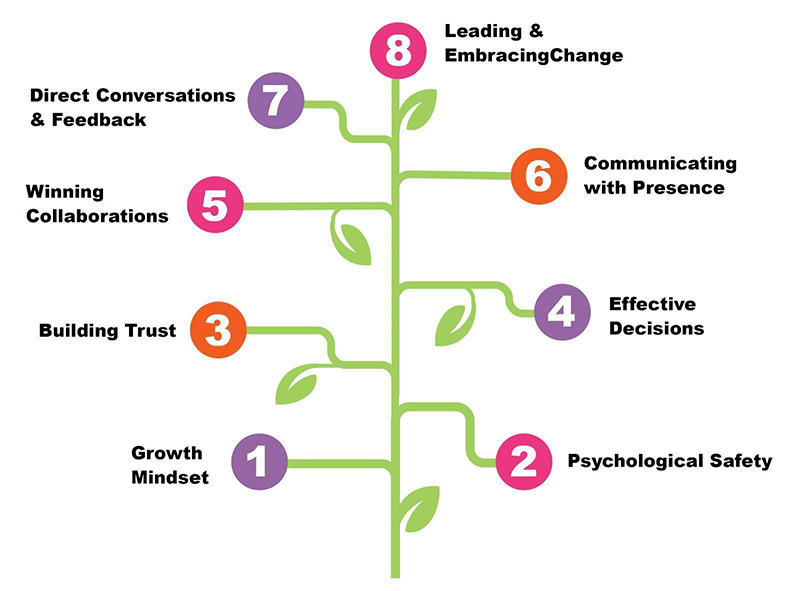 8
Leading &
EmbracingChange
7
Direct Conversations
& Feedback
6
Communicating
with Presence
5
Winning
Collaborations
4
Effective
Decisions
3
Building Trust
2
Psychological Safety
1
Growth
Mindset